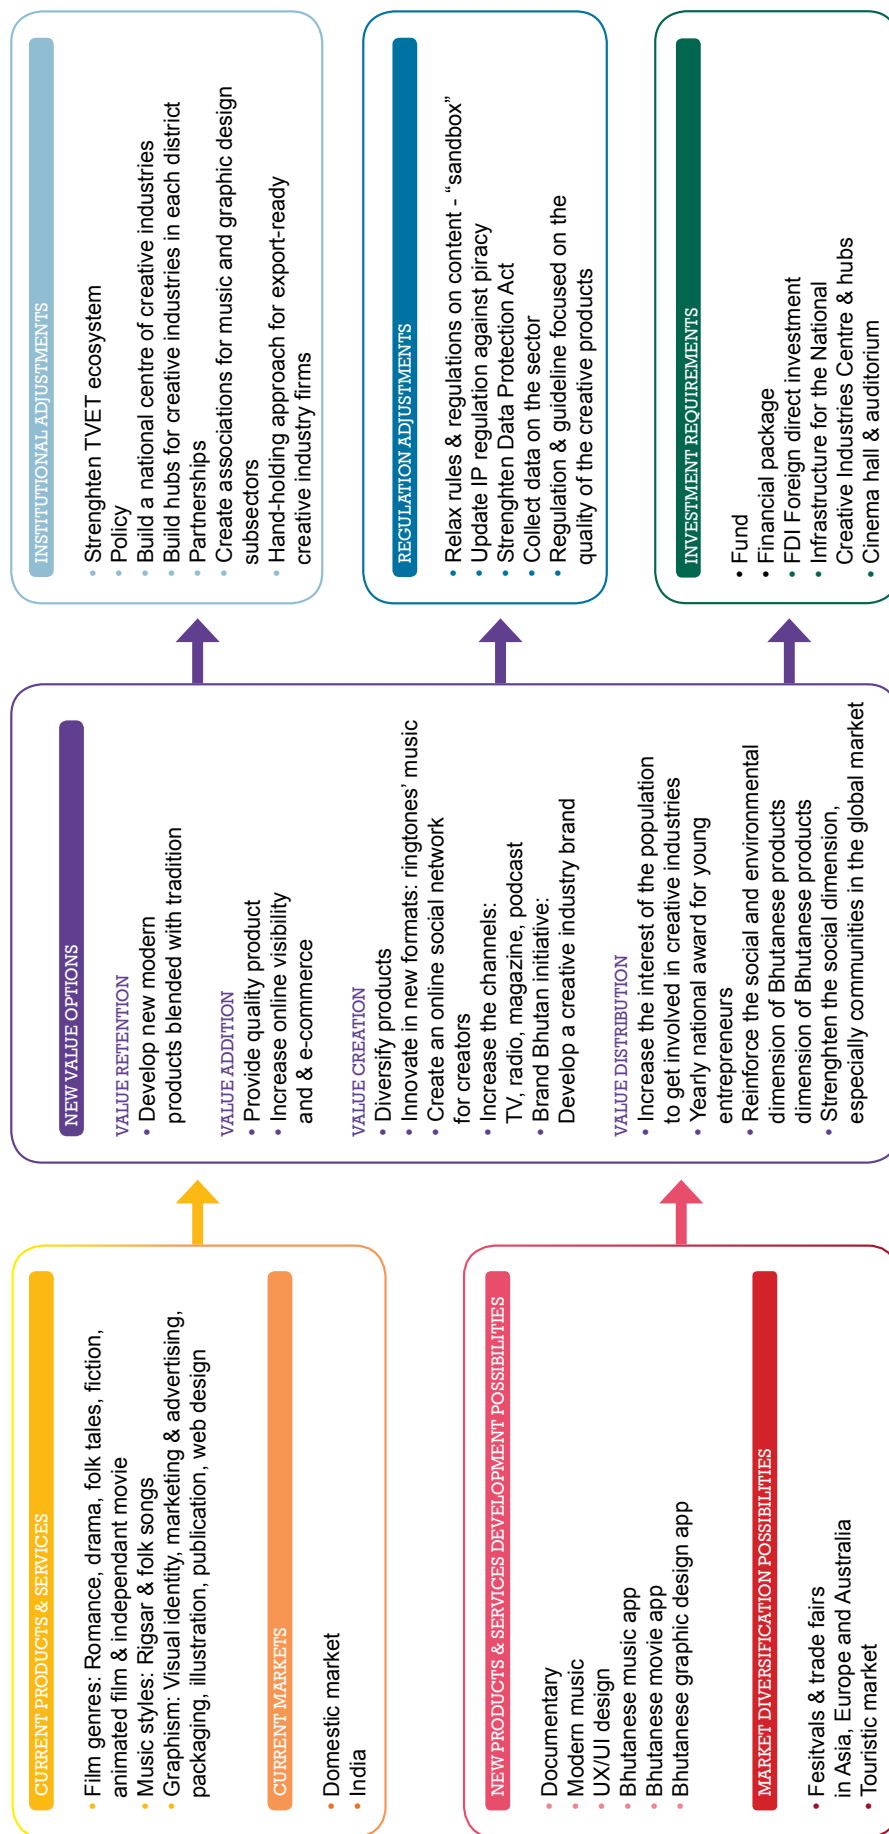 CURRENT PRODUCTS & SERVICES
• Film genres: Romance, drama, folk tales, fiction,
animated film & independant movie
• Music styles: Rigsar & folk songs
• Graphism: Visual identity, marketing & advertising,
packaging, illustration, publication, web design
CURRENT MARKETS
• Domestic market
• India
NEW PRODUCTS & SERVICES DEVELOPMENT POSSIBILITIES
• Documentary
• Modern music
• UX/UI design
• Bhutanese music app
• Bhutanese movie app
• Bhutanese graphic design app
MARKET DIVERSIFICATION POSSIBILITIES
• Fesitvals & trade fairs
in Asia, Europe and Australia
• Touristic market
NEW VALUE OPTIONS
VALUE RETENTION
• Develop new modern
products blended with tradition
VALUE ADDITION
• Provide quality product
• Increase online visibility
and & e-commerce
VALUE CREATION
• Diversify products
• Innovate in new formats: ringtones’ music
• Create an online social network
for creators
• Increase the channels:
TV, radio, magazine, podcast
• Brand Bhutan initiative:
Develop a creative industry brand
VALUE DISTRIBUTION
• Increase the interest of the population
to get involved in creative industries
• Yearly national award for young
entrepreneurs
• Reinforce the social and environmental
dimension of Bhutanese products
dimension of Bhutanese products
• Strenghten the social dimension,
especially communities in the global market
INSTITUTIONAL ADJUSTMENTS
• Strenghten TVET ecosystem
• Policy
• Build a national centre of creative industries
• Build hubs for creative industries in each district
• Partnerships
• Create associations for music and graphic design
subsectors
• Hand-holding approach for export-ready
creative industry firms
REGULATION ADJUSTMENTS
• Relax rules & regulations on content - “sandbox”
• Update IP regulation against piracy
• Strenghten Data Protection Act
• Collect data on the sector
• Regulation & guideline focused on the
quality of the creative products
INVESTMENT REQUIREMENTS
• Fund
• Financial package
• FDI Foreign direct investment
• Infrastructure for the National
Creative Industries Centre & hubs
• Cinema hall & auditorium